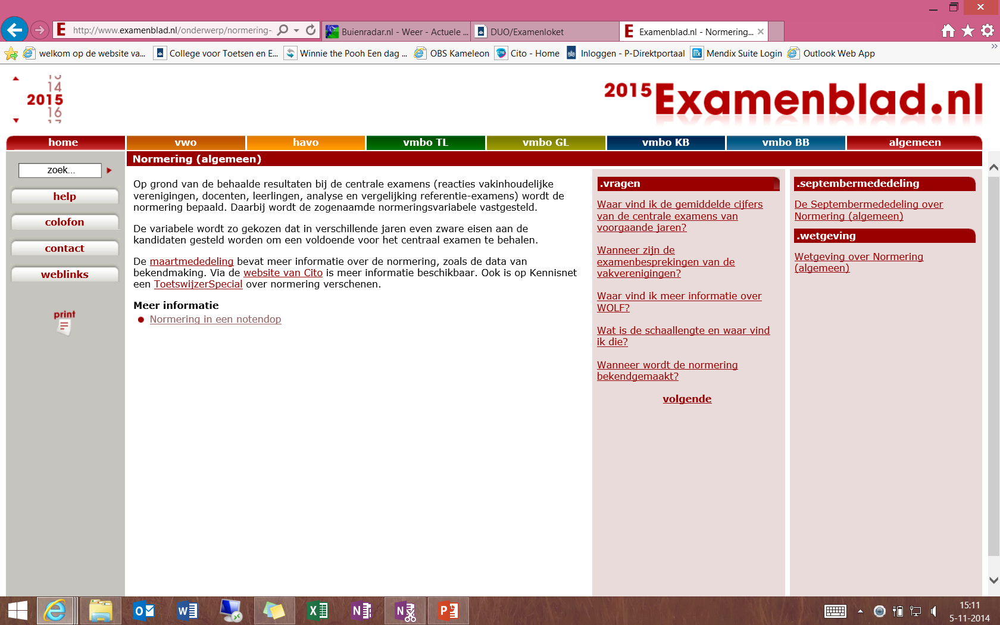 http://www.examenblad.nl/onderwerp/normering-
Buienradar.nl - Weer - Actuele ...
DUO/Examenloket
Examenblad.nl - Normering...
welkom op de website va...
College voor Toetsen en E...
Winnie the Pooh Een dag ...
OBS Kameleon
Cito - Home
Inloggen - P-Direktportaal
Mendix Suite Login
Outlook Web App
14
2015
16
2015Examenblad.nl
home
vwo
havo
vmbo TL
vmbo GL
vmbo KB
vmbo BB
algemeen
zoek...
help
colofon
contact
weblinks
print
Normering (algemeen)
Op grond van de behaalde resultaten bij de centrale examens (reacties vakinhoudelijke
verenigingen, docenten, leerlingen, analyse en vergelijking referentie-examens) wordt de
normering bepaald. Daarbij wordt de zogenaamde normeringsvariabele vastgesteld.
De variabele wordt zo gekozen dat in verschillende jaren even zware eisen aan de
kandidaten gesteld worden om een voldoende voor het centraal examen te behalen.
De maartmededeling bevat meer informatie over de normering, zoals de data van
bekendmaking. Via de website van Cito is meer informatie beschikbaar. Ook is op Kennisnet
een ToetswijzerSpecial over normering verschenen.
Meer informatie
Normering in een notendop
.vragen
Waar vind ik de gemiddelde cijfers
van de centrale examens van
voorgaande jaren?
Wanneer zijn de
examenbesprekingen van de
vakverenigingen?
Waar vind ik meer informatie over
WOLF?
Wat is de schaallengte en waar vind
ik die?
Wanneer wordt de normering
bekendgemaakt?
volgende
.septembermededeling
De Septembermededeling over
Normering (algemeen)
.wetgeving
Wetgeving over Normering
(algemeen)
15:11
5-11-2014